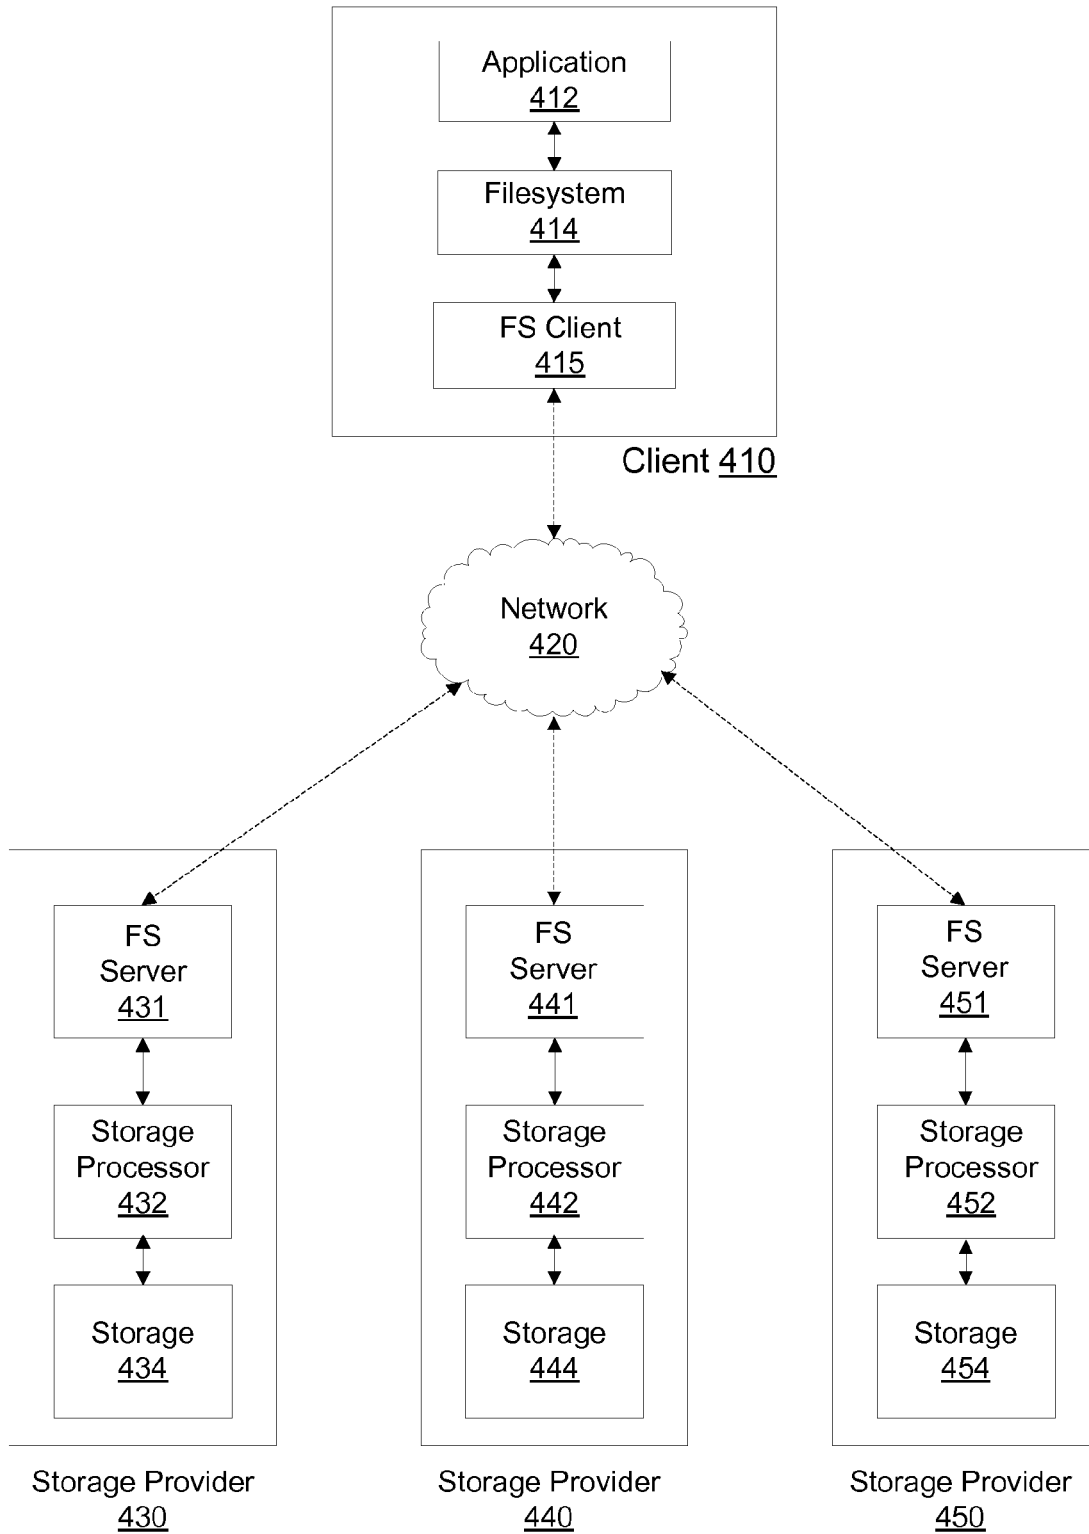 Application
412
Filesystem
414
FS Client
415
Client 410
Network
420
FS
Server
431
Storage
Processor
432
Storage
434
Storage Provider
430
FS
Server
441
Storage
Processor
442
Storage
444
Storage Provider
440
FS
Server
451
Storage
Processor
452
Storage
454
Storage Provider
450